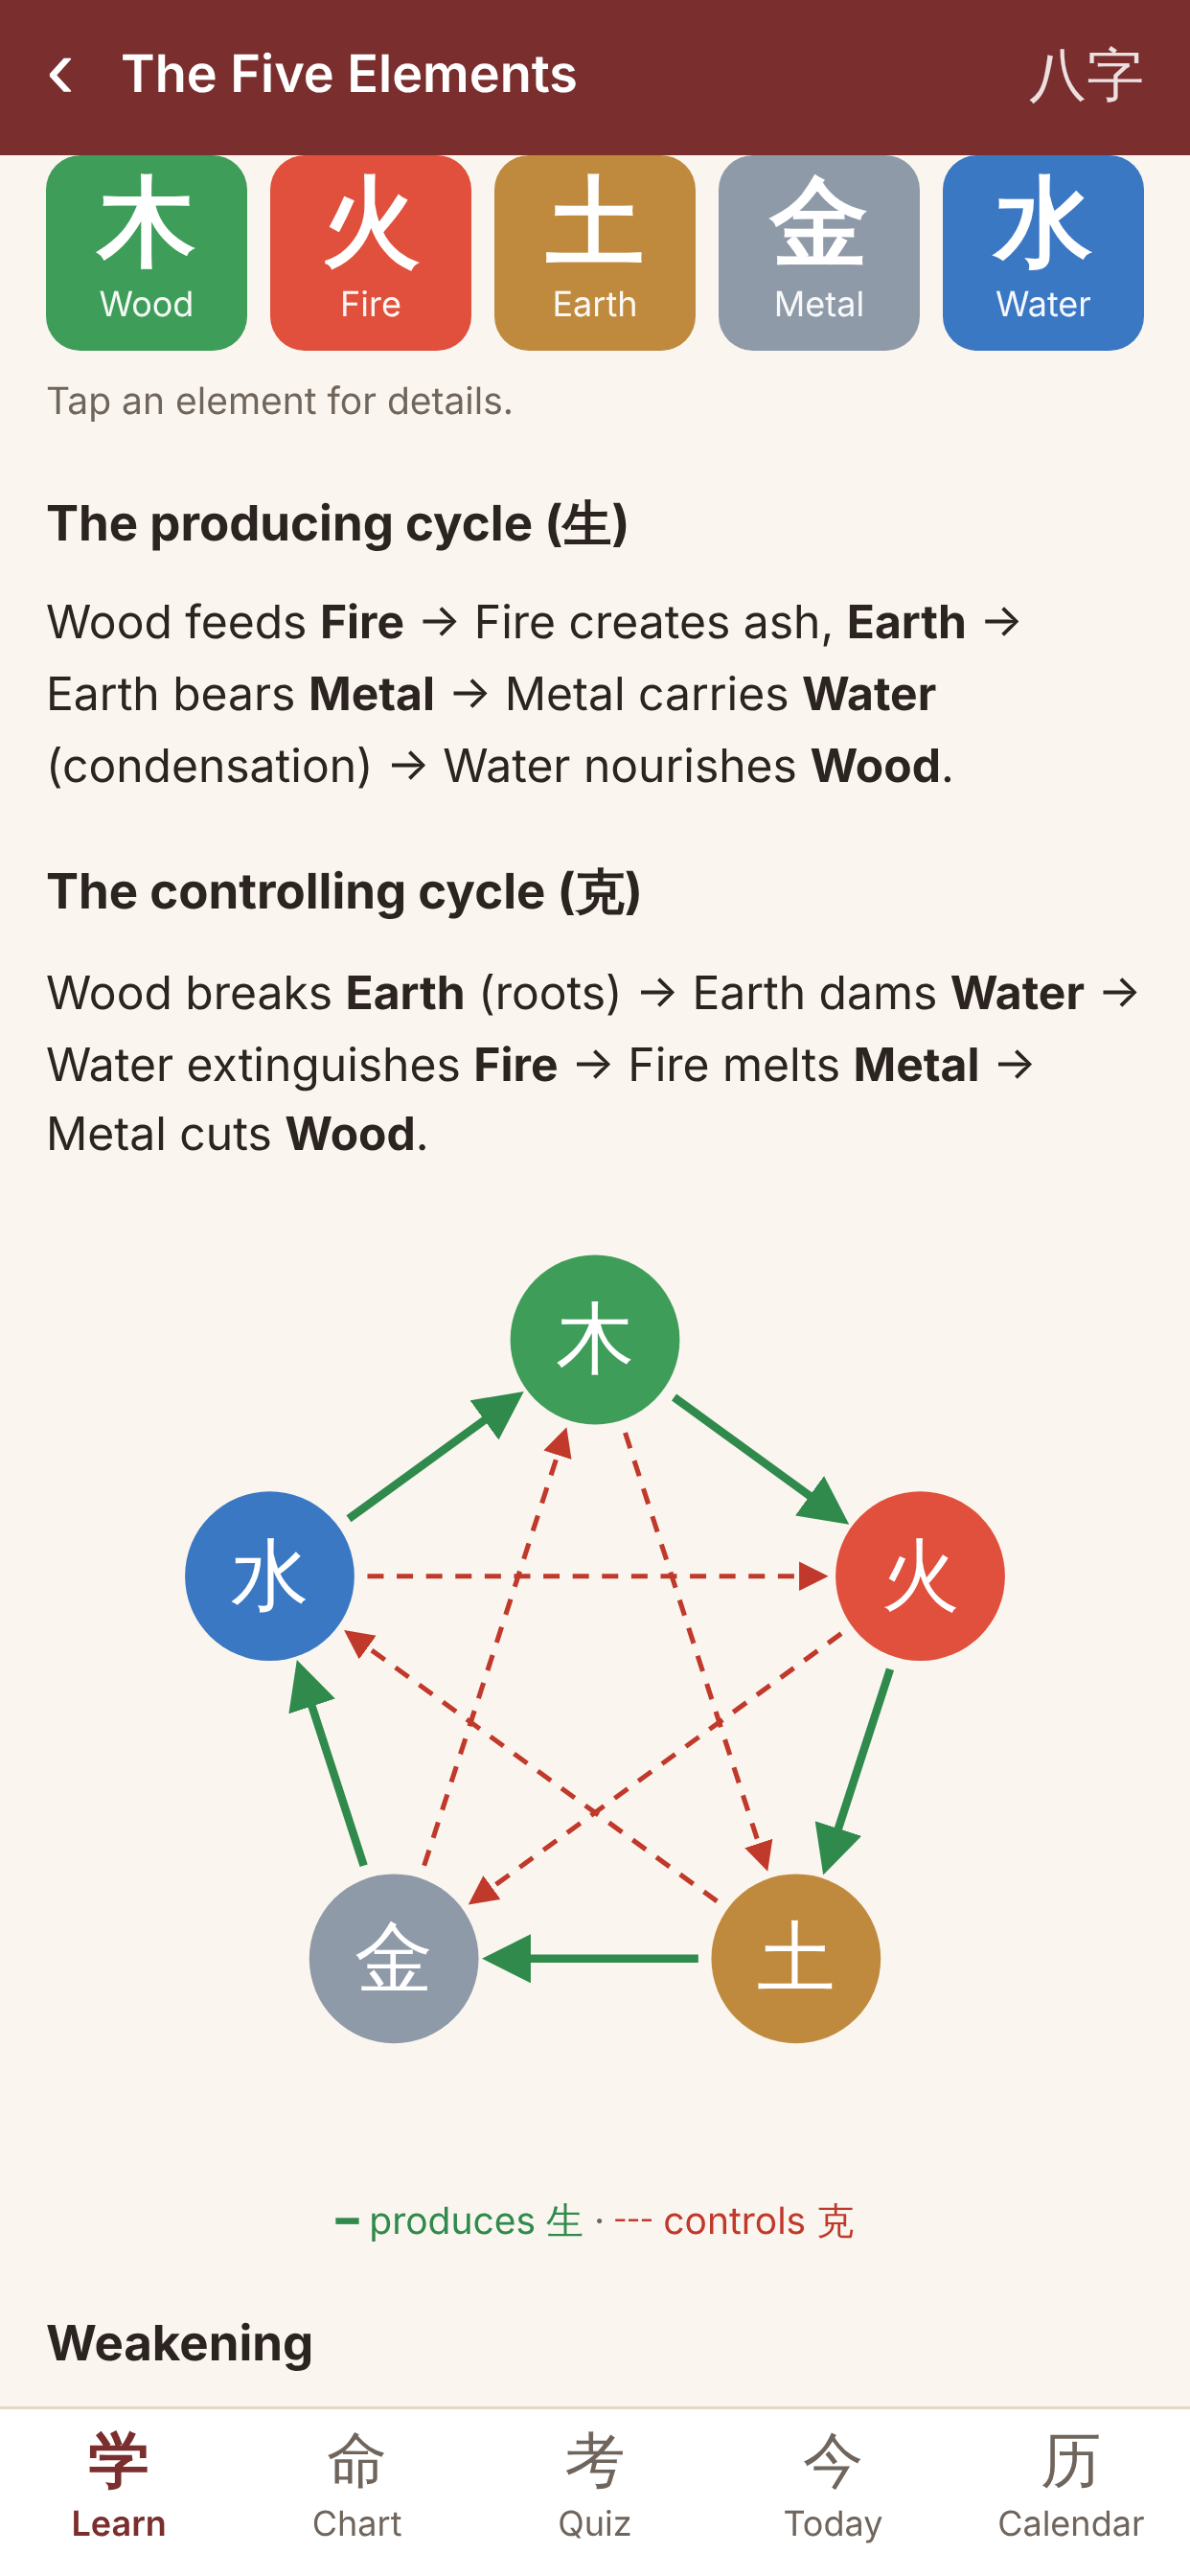 The Five Elements 八字
木 火 土 金 水
Wood Fire Earth Metal Water
Tap an element for details.
The producing cycle (生)
Wood feeds Fire → Fire creates ash, Earth →
Earth bears Metal → Metal carries Water
(condensation) → Water nourishes Wood.
The controlling cycle (克)
Wood breaks Earth (roots) → Earth dams Water →
Water extinguishes Fire → Fire melts Metal →
Metal cuts Wood.
木
水 火
金 土
━ produces 生 · --- controls 克
Weakening
学 命 考 今 历
Learn Chart Quiz Today Calendar